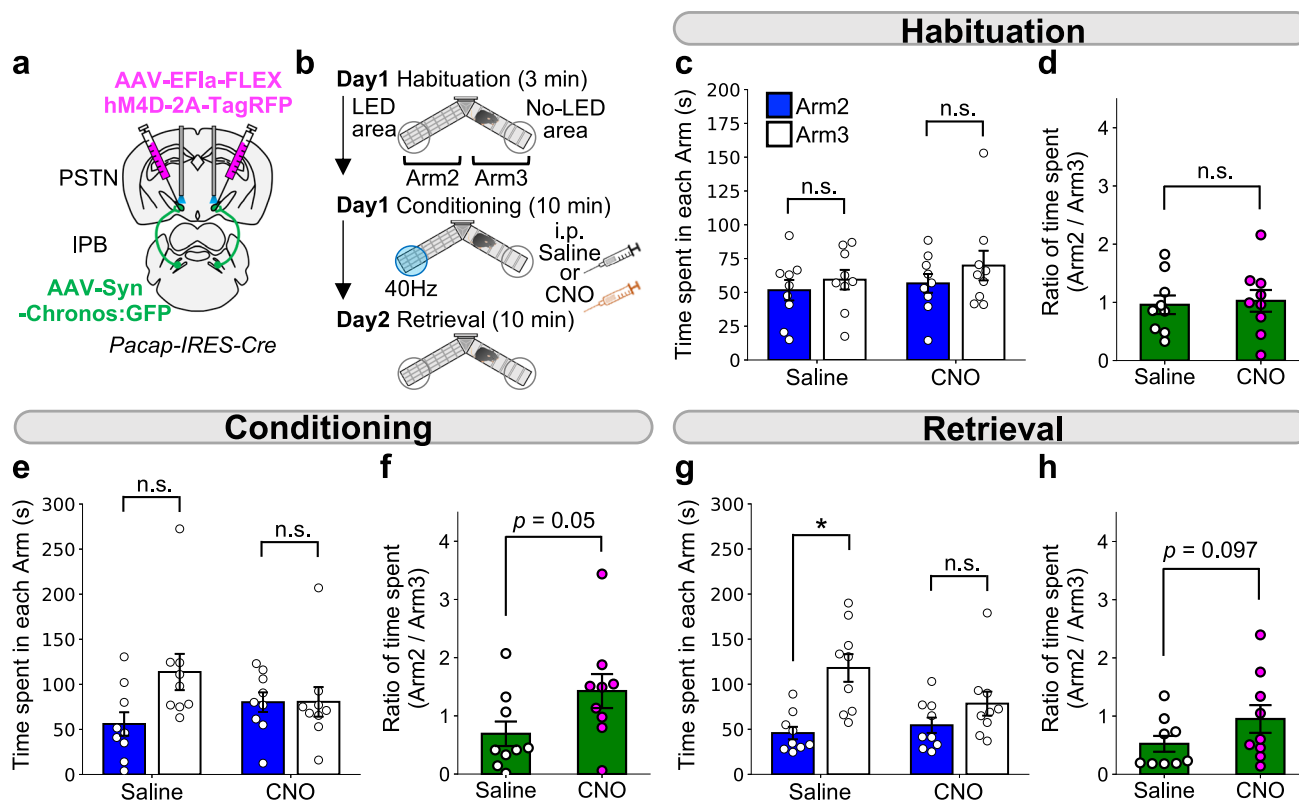 Habituation
a
AAV-EFIa-FLEX
hM4D-2A-TagRFP
PSTN
IPB
AAV-Syn
-Chronos:GFP
Pacap-IRES-Cre
b
Day1 Habituation (3 min)
LED
area
No-LED
area
Arm2
Arm3
Day1 Conditioning (10 min)
i.p.
Saline
or
CNO
40Hz
Day2 Retrieval (10 min)
c
Time spent in each Arm (s)
200
175
150
125
100
75
50
25
0
Arm2
Arm3
n.s.
n.s.
Saline
CNO
d
Ratio of time spent
(Arm2 / Arm3)
4
3
2
1
0
n.s.
Saline
CNO
Conditioning
e
Time spent in each Arm (s)
300
250
200
150
100
50
0
n.s.
n.s.
Saline
CNO
f
Ratio of time spent
(Arm2 / Arm3)
4
3
2
1
0
p = 0.05
Saline
CNO
Retrieval
g
Time spent in each Arm (s)
300
250
200
150
100
50
0
*
n.s.
Saline
CNO
h
Ratio of time spent
(Arm2 / Arm3)
4
3
2
1
0
p = 0.097
Saline
CNO